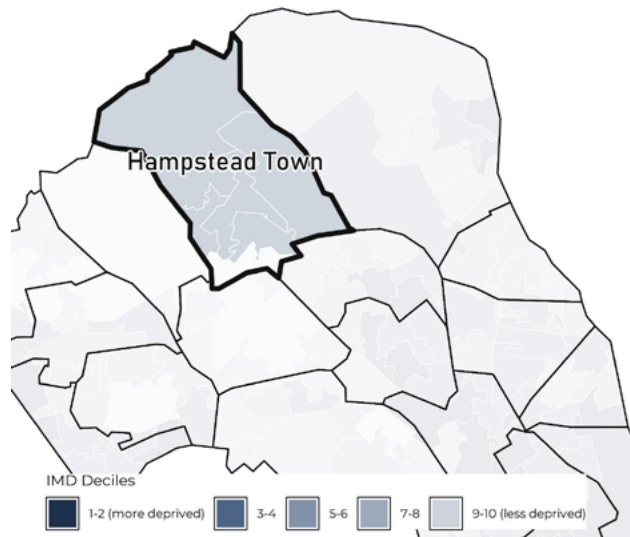 Hampstead Town
IMD Deciles
1-2 (more deprived) 3-4 5-6 7-8 9-10 (less deprived)